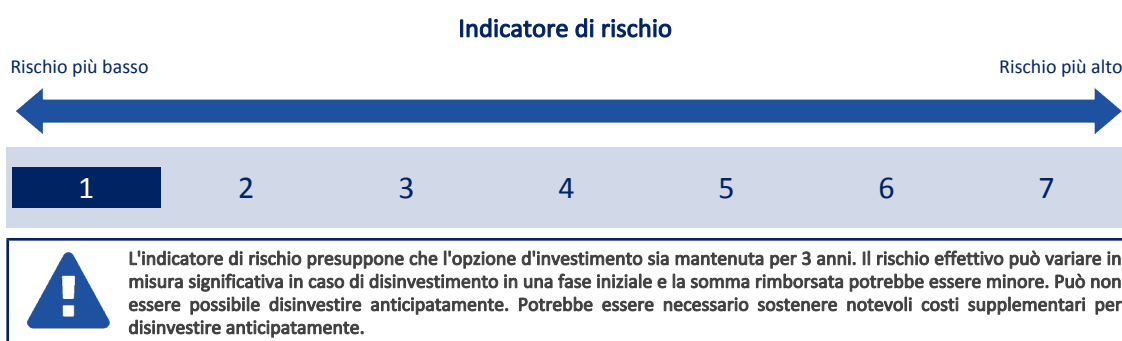 Indicatore di rischio
Rischio più basso
Rischio più alto
1 2 3 4 5 6 7
L'indicatore di rischio presuppone che l'opzione d'investimento sia mantenuta per 3 anni. Il rischio effettivo può variare in
misura significativa in caso di disinvestimento in una fase iniziale e la somma rimborsata potrebbe essere minore. Può non
essere possibile disinvestire anticipatamente. Potrebbe essere necessario sostenere notevoli costi supplementari per
disinvestire anticipatamente.